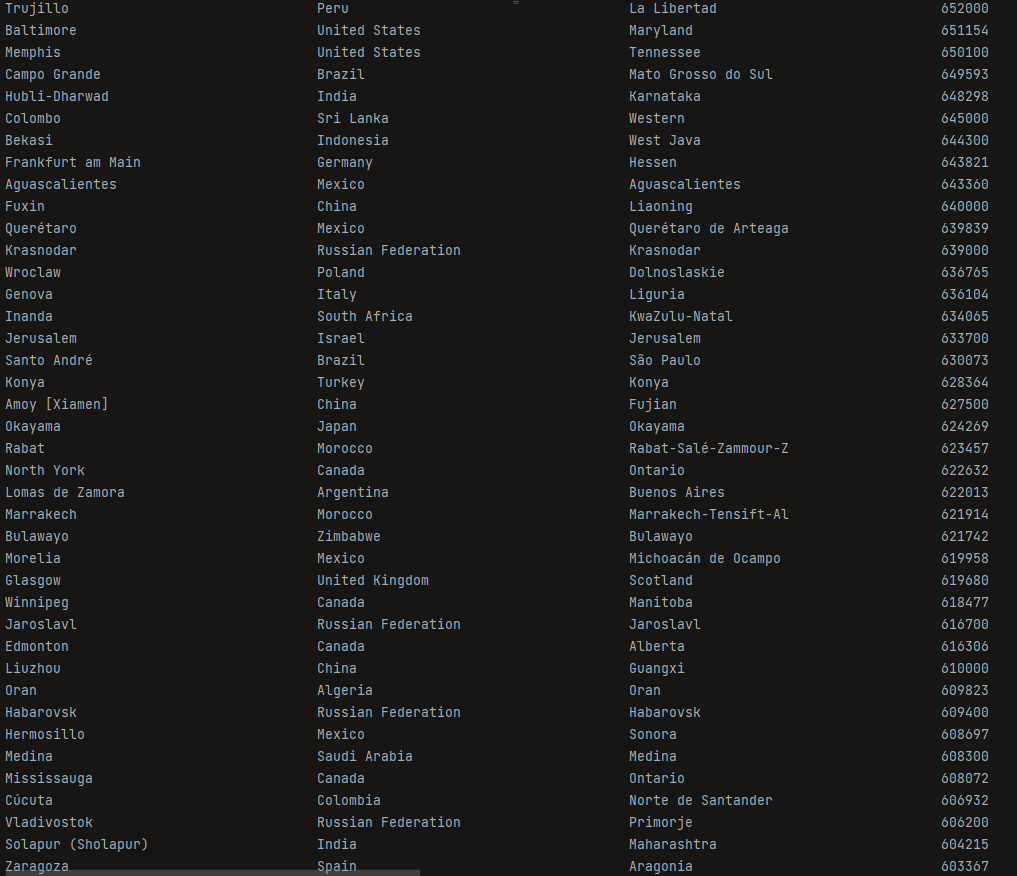 Trujillo Peru La Libertad 652000
Baltimore United States Maryland 651154
Memphis United States Tennessee 650100
Campo Grande Brazil Mato Grosso do Sul 649593
Hubli-Dharwad India Karnataka 648298
Colombo Sri Lanka Western 645000
Bekasi Indonesia West Java 644300
Frankfurt am Main Germany Hessen 643821
Aguascalientes Mexico Aguascalientes 643360
Fuxin China Liaoning 640000
Querétaro Mexico Querétaro de Arteaga 639839
Krasnodar Russian Federation Krasnodar 639000
Wroclaw Poland Dolnoslaskie 636765
Genova Italy Liguria 636104
Inanda South Africa KwaZulu-Natal 634065
Jerusalem Israel Jerusalem 633700
Santo André Brazil São Paulo 630073
Konya Turkey Konya 628364
Amoy [Xiamen] China Fujian 627500
Okayama Japan Okayama 624269
Rabat Morocco Rabat-Salé-Zammour-Z 623457
North York Canada Ontario 622632
Lomas de Zamora Argentina Buenos Aires 622013
Marrakech Morocco Marrakech-Tensift-Al 621914
Bulawayo Zimbabwe Bulawayo 621742
Morelia Mexico Michoacán de Ocampo 619958
Glasgow United Kingdom Scotland 619680
Winnipeg Canada Manitoba 618477
Jaroslavl Russian Federation Jaroslavl 616700
Edmonton Canada Alberta 616306
Liuzhou China Guangxi 610000
Oran Algeria Oran 609823
Habarovsk Russian Federation Habarovsk 609400
Hermosillo Mexico Sonora 608697
Medina Saudi Arabia Medina 608300
Mississauga Canada Ontario 608072
Cúcuta Colombia Norte de Santander 606932
Vladivostok Russian Federation Primorje 606200
Solapur (Sholapur) India Maharashtra 604215
Zaragoza Spain Aragonia 603367